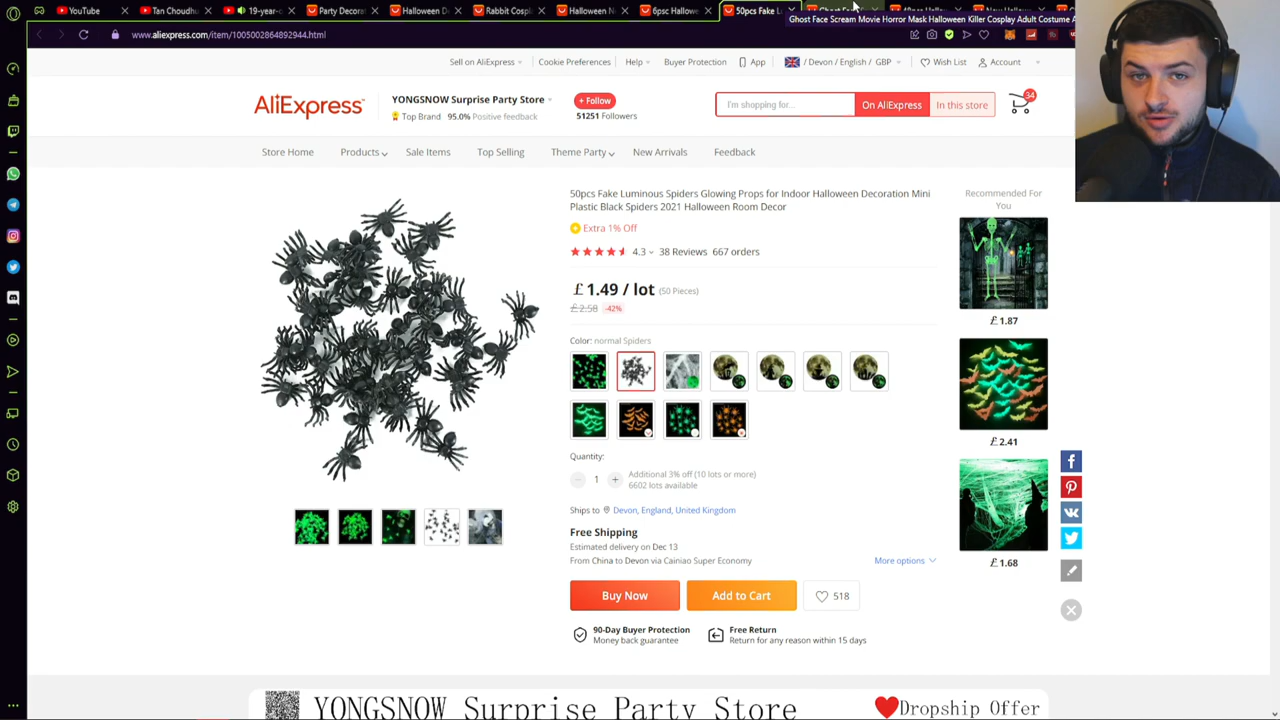 YouTube
Tan Choudhu
19-year-
Party Decora
Halloween D
Rabbit Cospl
Halloween N
6psc Hallowe
50pcs Fake L
Ghost Face Scream Movie Horror Mask Halloween Killer Cosplay Adult Costume A
www.aliexpress.com/item/1005002864892944.html
Sell on AliExpress
Cookie Preferences
Help
Buyer Protection
App
/ Devon / English / GBP
Wish List
Account
AliExpress
YONGSNOW Surprise Party Store
Top Brand 95.0% Positive feedback
+ Follow
51251 Followers
I'm shopping for...
On AliExpress
In this store
34
Store Home
Products
Sale Items
Top Selling
Theme Party
New Arrivals
Feedback
50pcs Fake Luminous Spiders Glowing Props for Indoor Halloween Decoration Mini
Plastic Black Spiders 2021 Halloween Room Decor
Extra 1% Off
4.3 38 Reviews 667 orders
£ 1.49 / lot (50 Pieces)
£ 2.58 -42%
Color: normal Spiders
Quantity:
1
Additional 3% off (10 lots or more)
6602 lots available
Ships to Devon, England, United Kingdom
Free Shipping
Estimated delivery on Dec 13
From China to Devon via Cainiao Super Economy
More options
Buy Now
Add to Cart
518
90-Day Buyer Protection
Money back guarantee
Free Return
Return for any reason within 15 days
Recommended For
You
£ 1.87
£ 2.41
£ 1.68
YONGSNOW Surprise Party Store
Dropship Offer